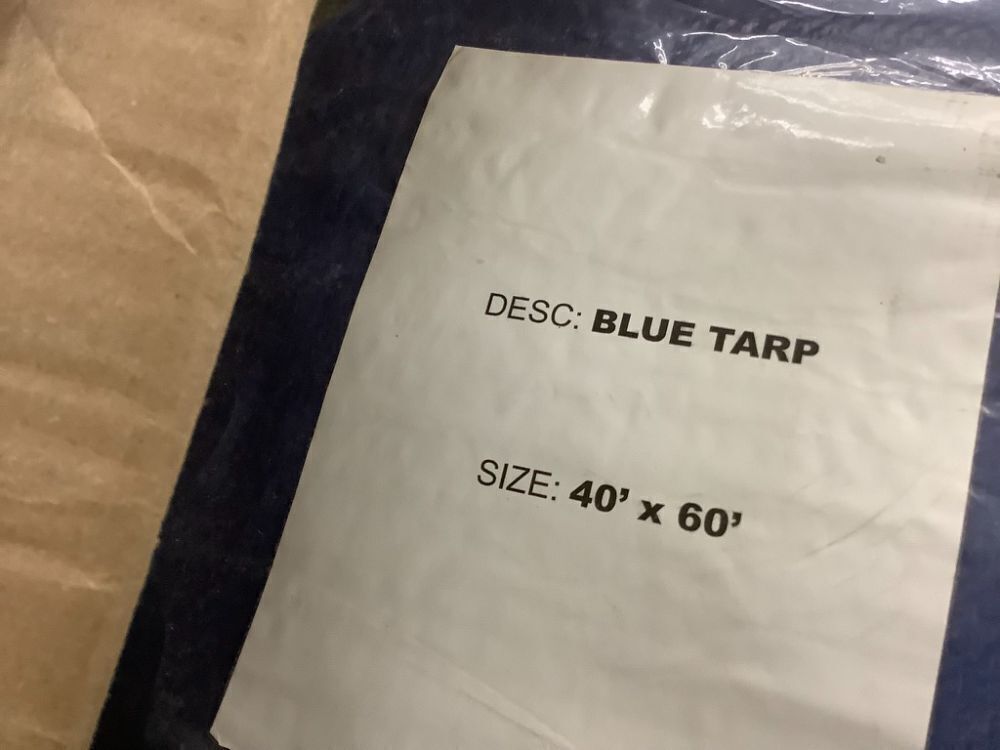 DESC: BLUE TARP
SIZE: 40’ x 60’